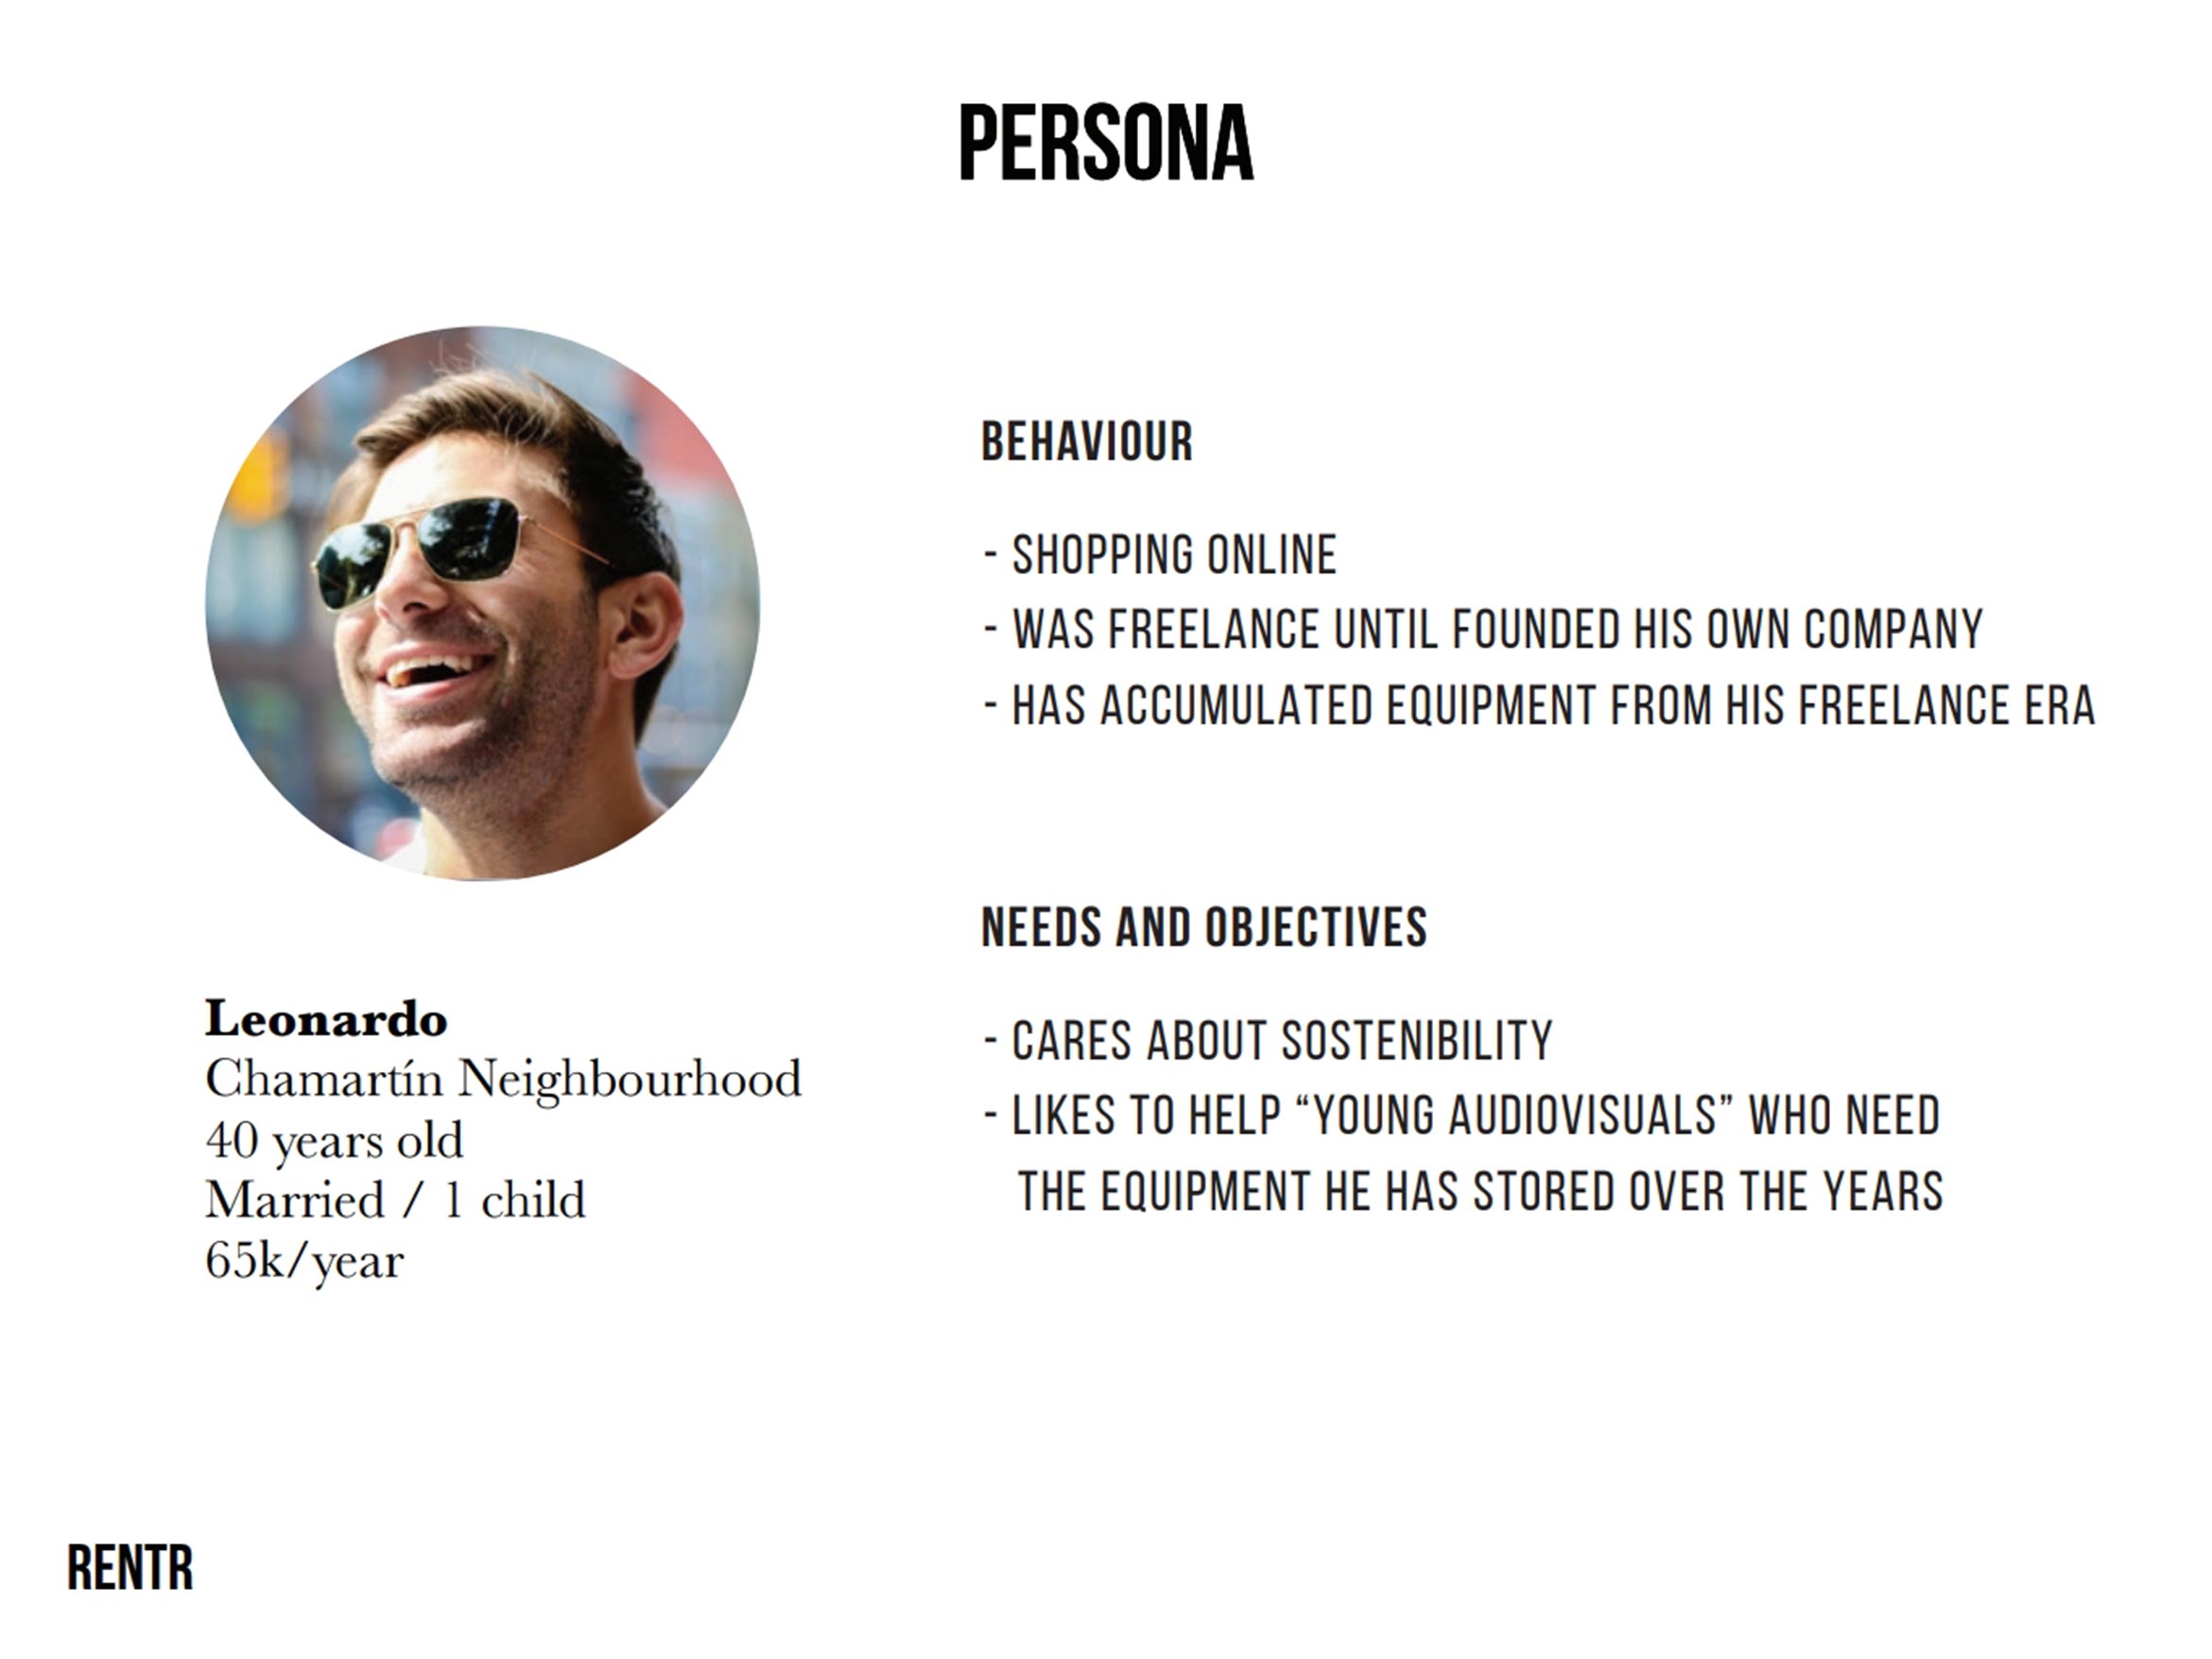 PERSONA
Leonardo
Chamartín Neighbourhood
40 years old
Married / 1 child
65k/year
BEHAVIOUR
- SHOPPING ONLINE
- WAS FREELANCE UNTIL FOUNDED HIS OWN COMPANY
- HAS ACCUMULATED EQUIPMENT FROM HIS FREELANCE ERA
NEEDS AND OBJECTIVES
- CARES ABOUT SOSTENIBILITY
- LIKES TO HELP “YOUNG AUDIOVISUALS” WHO NEED
THE EQUIPMENT HE HAS STORED OVER THE YEARS
RENTR